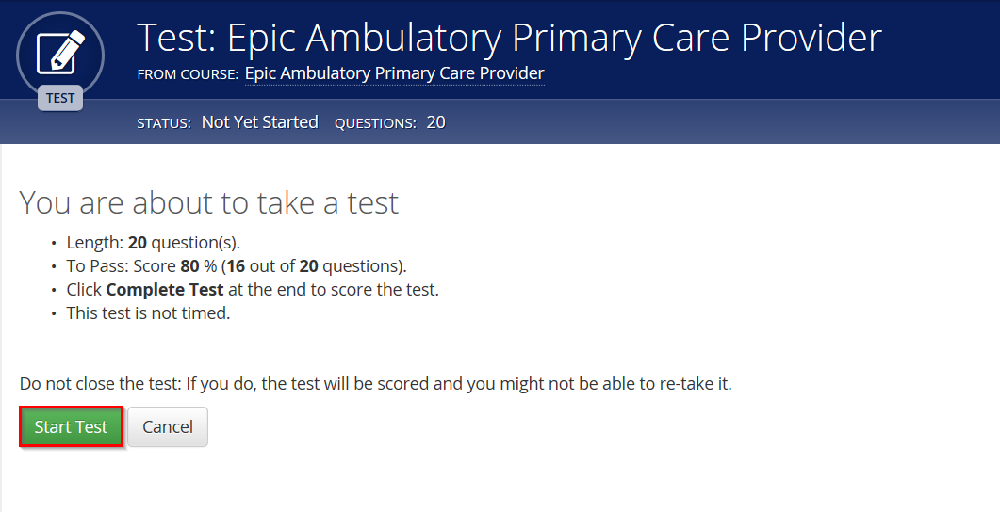 Test: Epic Ambulatory Primary Care Provider
FROM COURSE: Epic Ambulatory Primary Care Provider
TEST
STATUS: Not Yet Started QUESTIONS: 20
You are about to take a test
• Length: 20 question(s).
• To Pass: Score 80 % (16 out of 20 questions).
• Click Complete Test at the end to score the test.
• This test is not timed.
Do not close the test: If you do, the test will be scored and you might not be able to re-take it.
Start Test Cancel